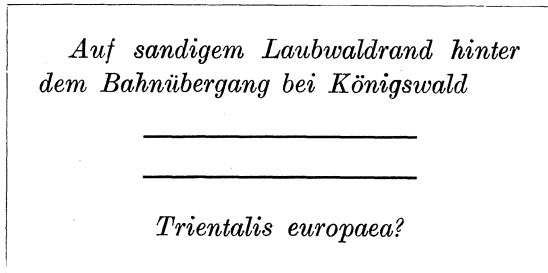 Auf sandigem Laubwaldrand hinter
dem Bahnübergang bei Königswald
Trientalis europaea?